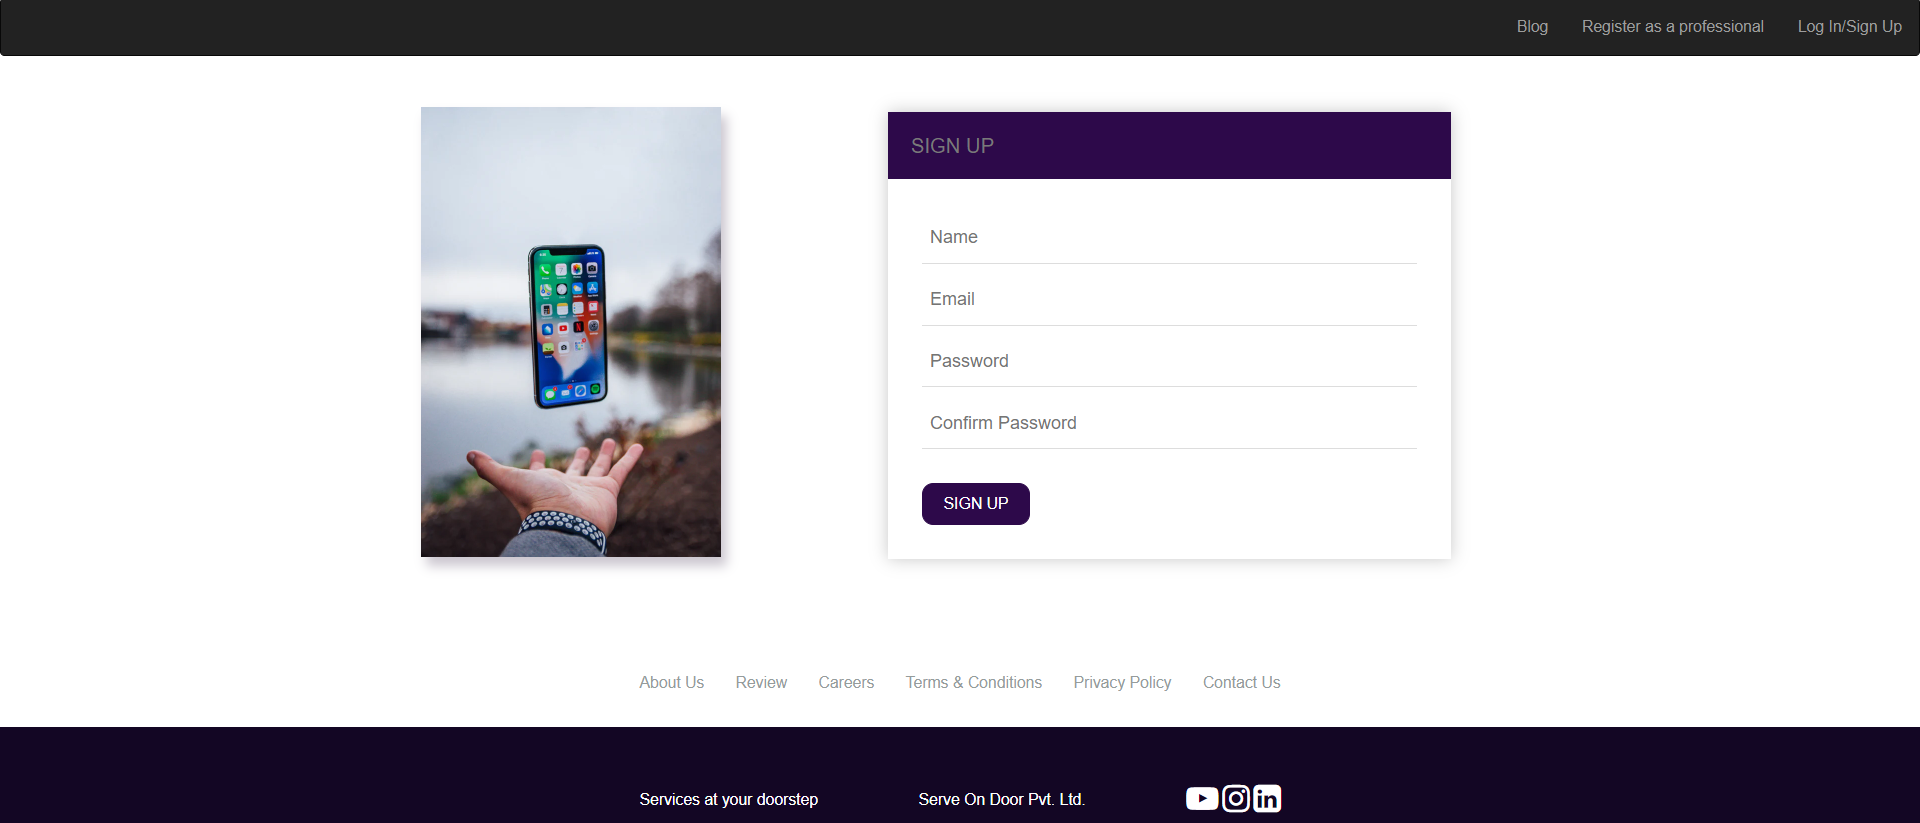 Blog Register as a professional Log In/Sign Up
SIGN UP
Name
Email
Password
Confirm Password
SIGN UP
About Us Review Careers Terms & Conditions Privacy Policy Contact Us
Services at your doorstep Serve On Door Pvt. Ltd. in